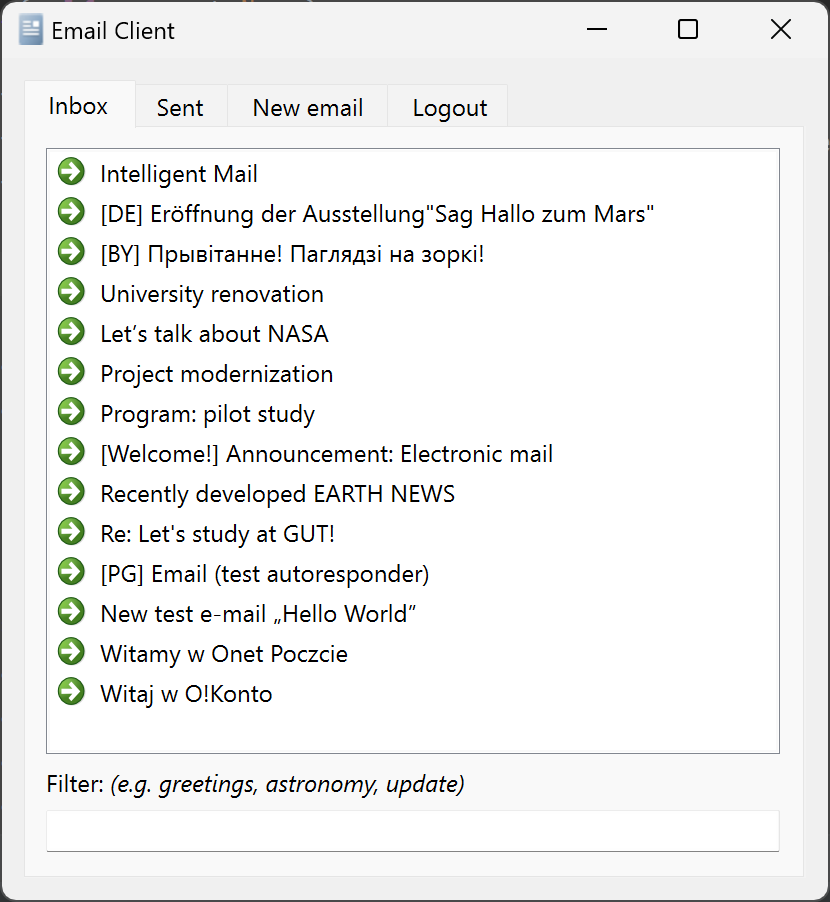 Email Client
Inbox Sent New email Logout
Intelligent Mail
[DE] Eröffnung der Ausstellung"Sag Hallo zum Mars"
[BY] Прывітанне! Паглядзі на зоркі!
University renovation
Let’s talk about NASA
Project modernization
Program: pilot study
[Welcome!] Announcement: Electronic mail
Recently developed EARTH NEWS
Re: Let's study at GUT!
[PG] Email (test autoresponder)
New test e-mail „Hello World”
Witamy w Onet Poczcie
Witaj w O!Konto
Filter: (e.g. greetings, astronomy, update)